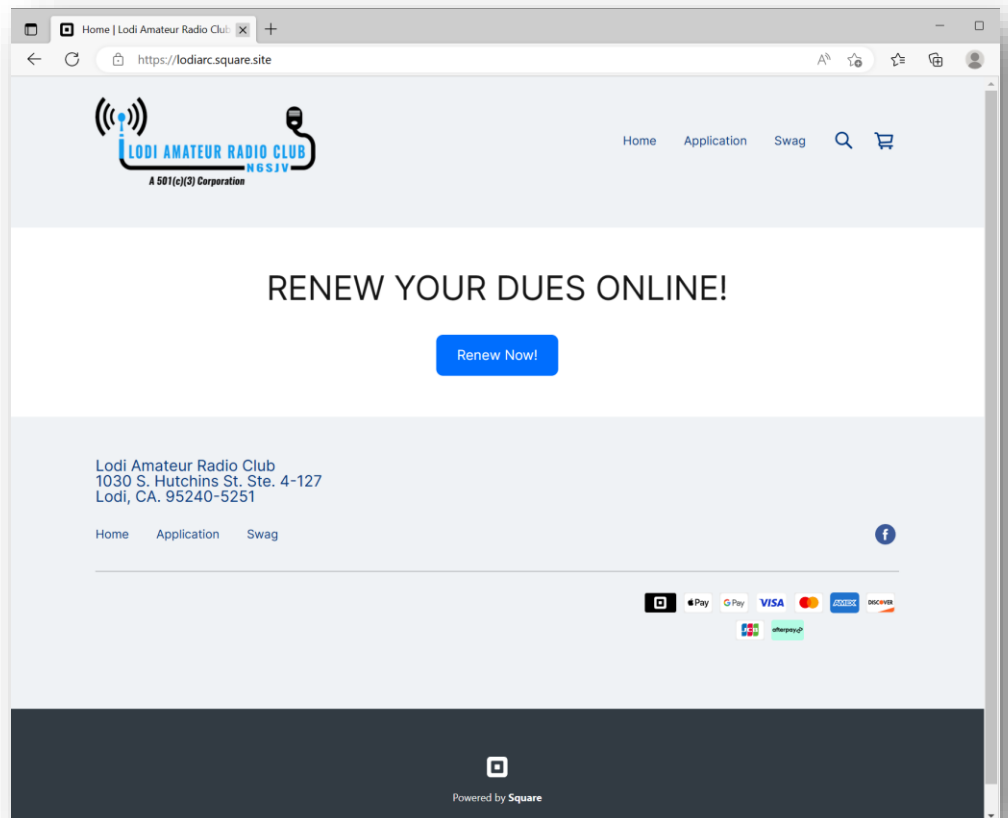 Home | Lodi Amateur Radio Club
https://lodiarc.square.site
LODI AMATEUR RADIO CLUB
N6SJV
A 501(c)(3) Corporation
Home Application Swag
RENEW YOUR DUES ONLINE!
Renew Now!
Lodi Amateur Radio Club
1030 S. Hutchins St. Ste. 4-127
Lodi, CA. 95240-5251
Home Application Swag
Pay G Pay VISA AMEX DISCOVER
JCB afterpay
Powered by Square